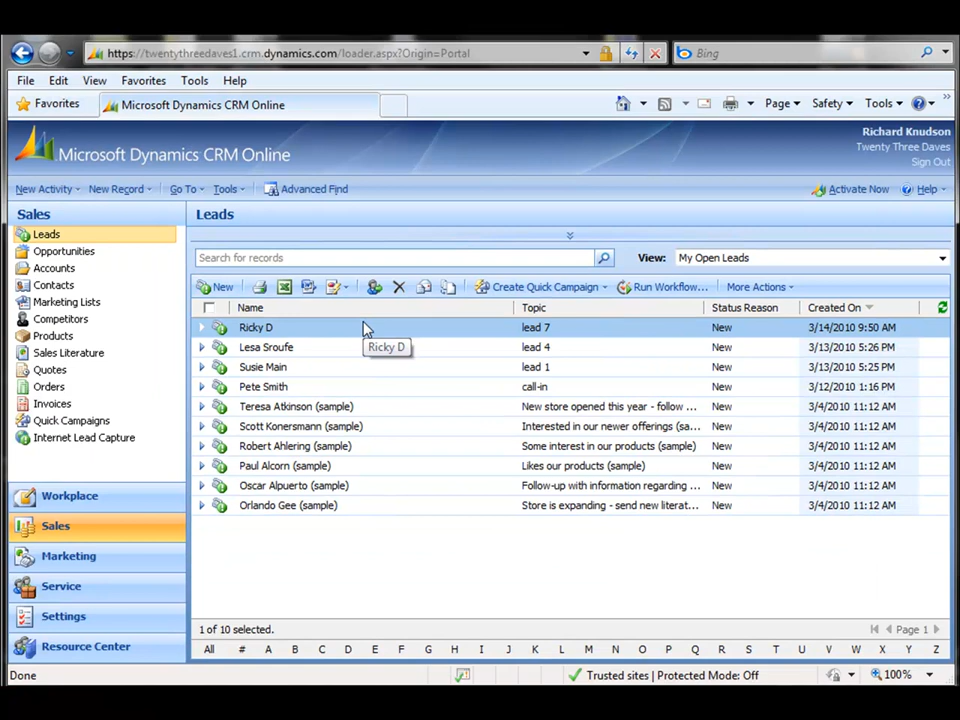 https://twentythreedaves1.crm.dynamics.com/loader.aspx?Origin=Portal
Bing
File Edit View Favorites Tools Help
Favorites Microsoft Dynamics CRM Online Page Safety Tools »
Microsoft Dynamics CRM Online
Richard Knudson
Twenty Three Daves
Sign Out
New Activity New Record Go To Tools Advanced Find Activate Now Help
Sales
Leads
Opportunities
Accounts
Contacts
Marketing Lists
Competitors
Products
Sales Literature
Quotes
Orders
Invoices
Quick Campaigns
Internet Lead Capture
Workplace
Sales
Marketing
Service
Settings
Resource Center
Leads
Search for records View: My Open Leads
New Create Quick Campaign Run Workflow... More Actions
Name Topic Status Reason Created On
Ricky D lead 7 New 3/14/2010 9:50 AM
Ricky D
Lesa Sroufe lead 4 New 3/13/2010 5:26 PM
Susie Main lead 1 New 3/13/2010 5:25 PM
Pete Smith call-in New 3/12/2010 1:16 PM
Teresa Atkinson (sample) New store opened this year - follow ... New 3/4/2010 11:12 AM
Scott Konersmann (sample) Interested in our newer offerings (sa... New 3/4/2010 11:12 AM
Robert Ahlering (sample) Some interest in our products (sample) New 3/4/2010 11:12 AM
Paul Alcorn (sample) Likes our products (sample) New 3/4/2010 11:12 AM
Oscar Alpuerto (sample) Follow-up with information regarding ... New 3/4/2010 11:12 AM
Orlando Gee (sample) Store is expanding - send new literat... New 3/4/2010 11:12 AM
1 of 10 selected. Page 1
All # A B C D E F G H I J K L M N O P Q R S T U V W X Y Z
Done Trusted sites | Protected Mode: Off 100%